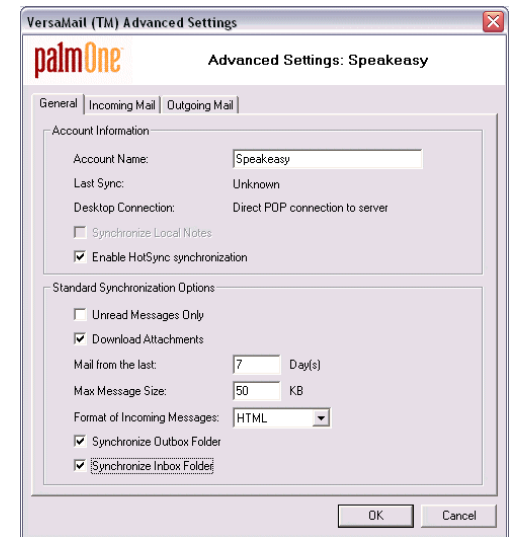 VersaMail (TM) Advanced Settings
palmOne
Advanced Settings: Speakeasy
General Incoming Mail Outgoing Mail
Account Information
Account Name: Speakeasy
Last Sync: Unknown
Desktop Connection: Direct POP connection to server
Synchronize Local Notes
Enable HotSync synchronization
Standard Synchronization Options
Unread Messages Only
Download Attachments
Mail from the last: 7 Day(s)
Max Message Size: 50 KB
Format of Incoming Messages: HTML
Synchronize Outbox Folder
Synchronize Inbox Folder
OK Cancel